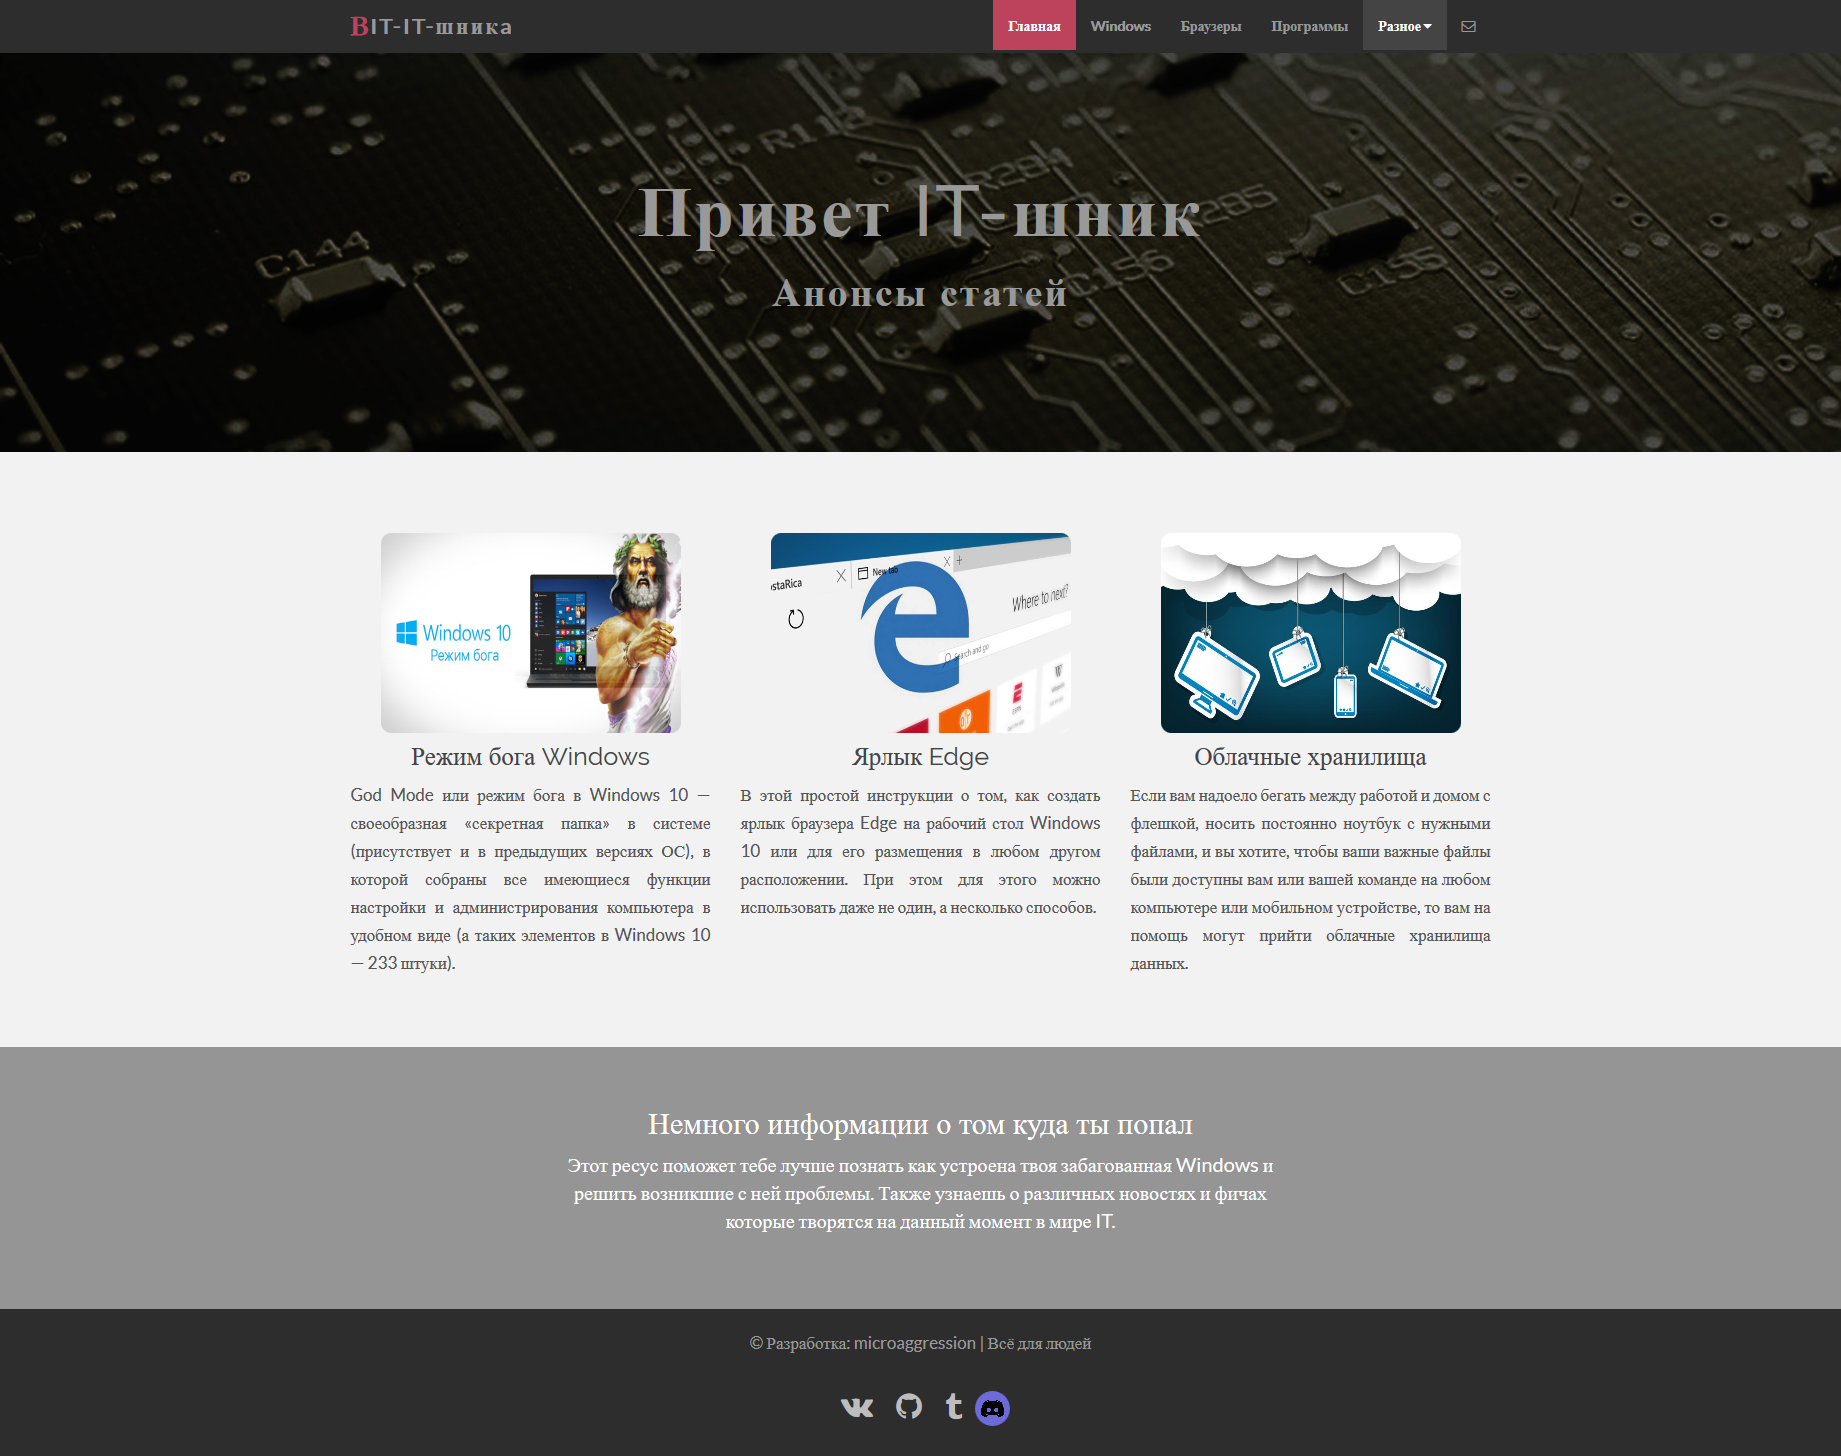 BIT-IT-шника
Главная Windows Браузеры Программы Разное
R112
R284
C285
C144
C156
C155
Привет IT-шник
Анонсы статей
Windows 10
Режим бога
staRica
New tab
Where to next?
Search and go
Режим бога Windows
God Mode или режим бога в Windows 10 —
своеобразная «секретная папка» в системе
(присутствует и в предыдущих версиях ОС), в
которой собраны все имеющиеся функции
настройки и администрирования компьютера в
удобном виде (а таких элементов в Windows 10
— 233 штуки).
Ярлык Edge
В этой простой инструкции о том, как создать
ярлык браузера Edge на рабочий стол Windows
10 или для его размещения в любом другом
расположении. При этом для этого можно
использовать даже не один, а несколько способов.
Облачные хранилища
Если вам надоело бегать между работой и домом с
флешкой, носить постоянно ноутбук с нужными
файлами, и вы хотите, чтобы ваши важные файлы
были доступны вам или вашей команде на любом
компьютере или мобильном устройстве, то вам на
помощь могут прийти облачные хранилища
данных.
Немного информации о том куда ты попал
Этот ресус поможет тебе лучше познать как устроена твоя забагованная Windows и
решить возникшие с ней проблемы. Также узнаешь о различных новостях и фичах
которые творятся на данный момент в мире IT.
© Разработка: microaggression | Всё для людей